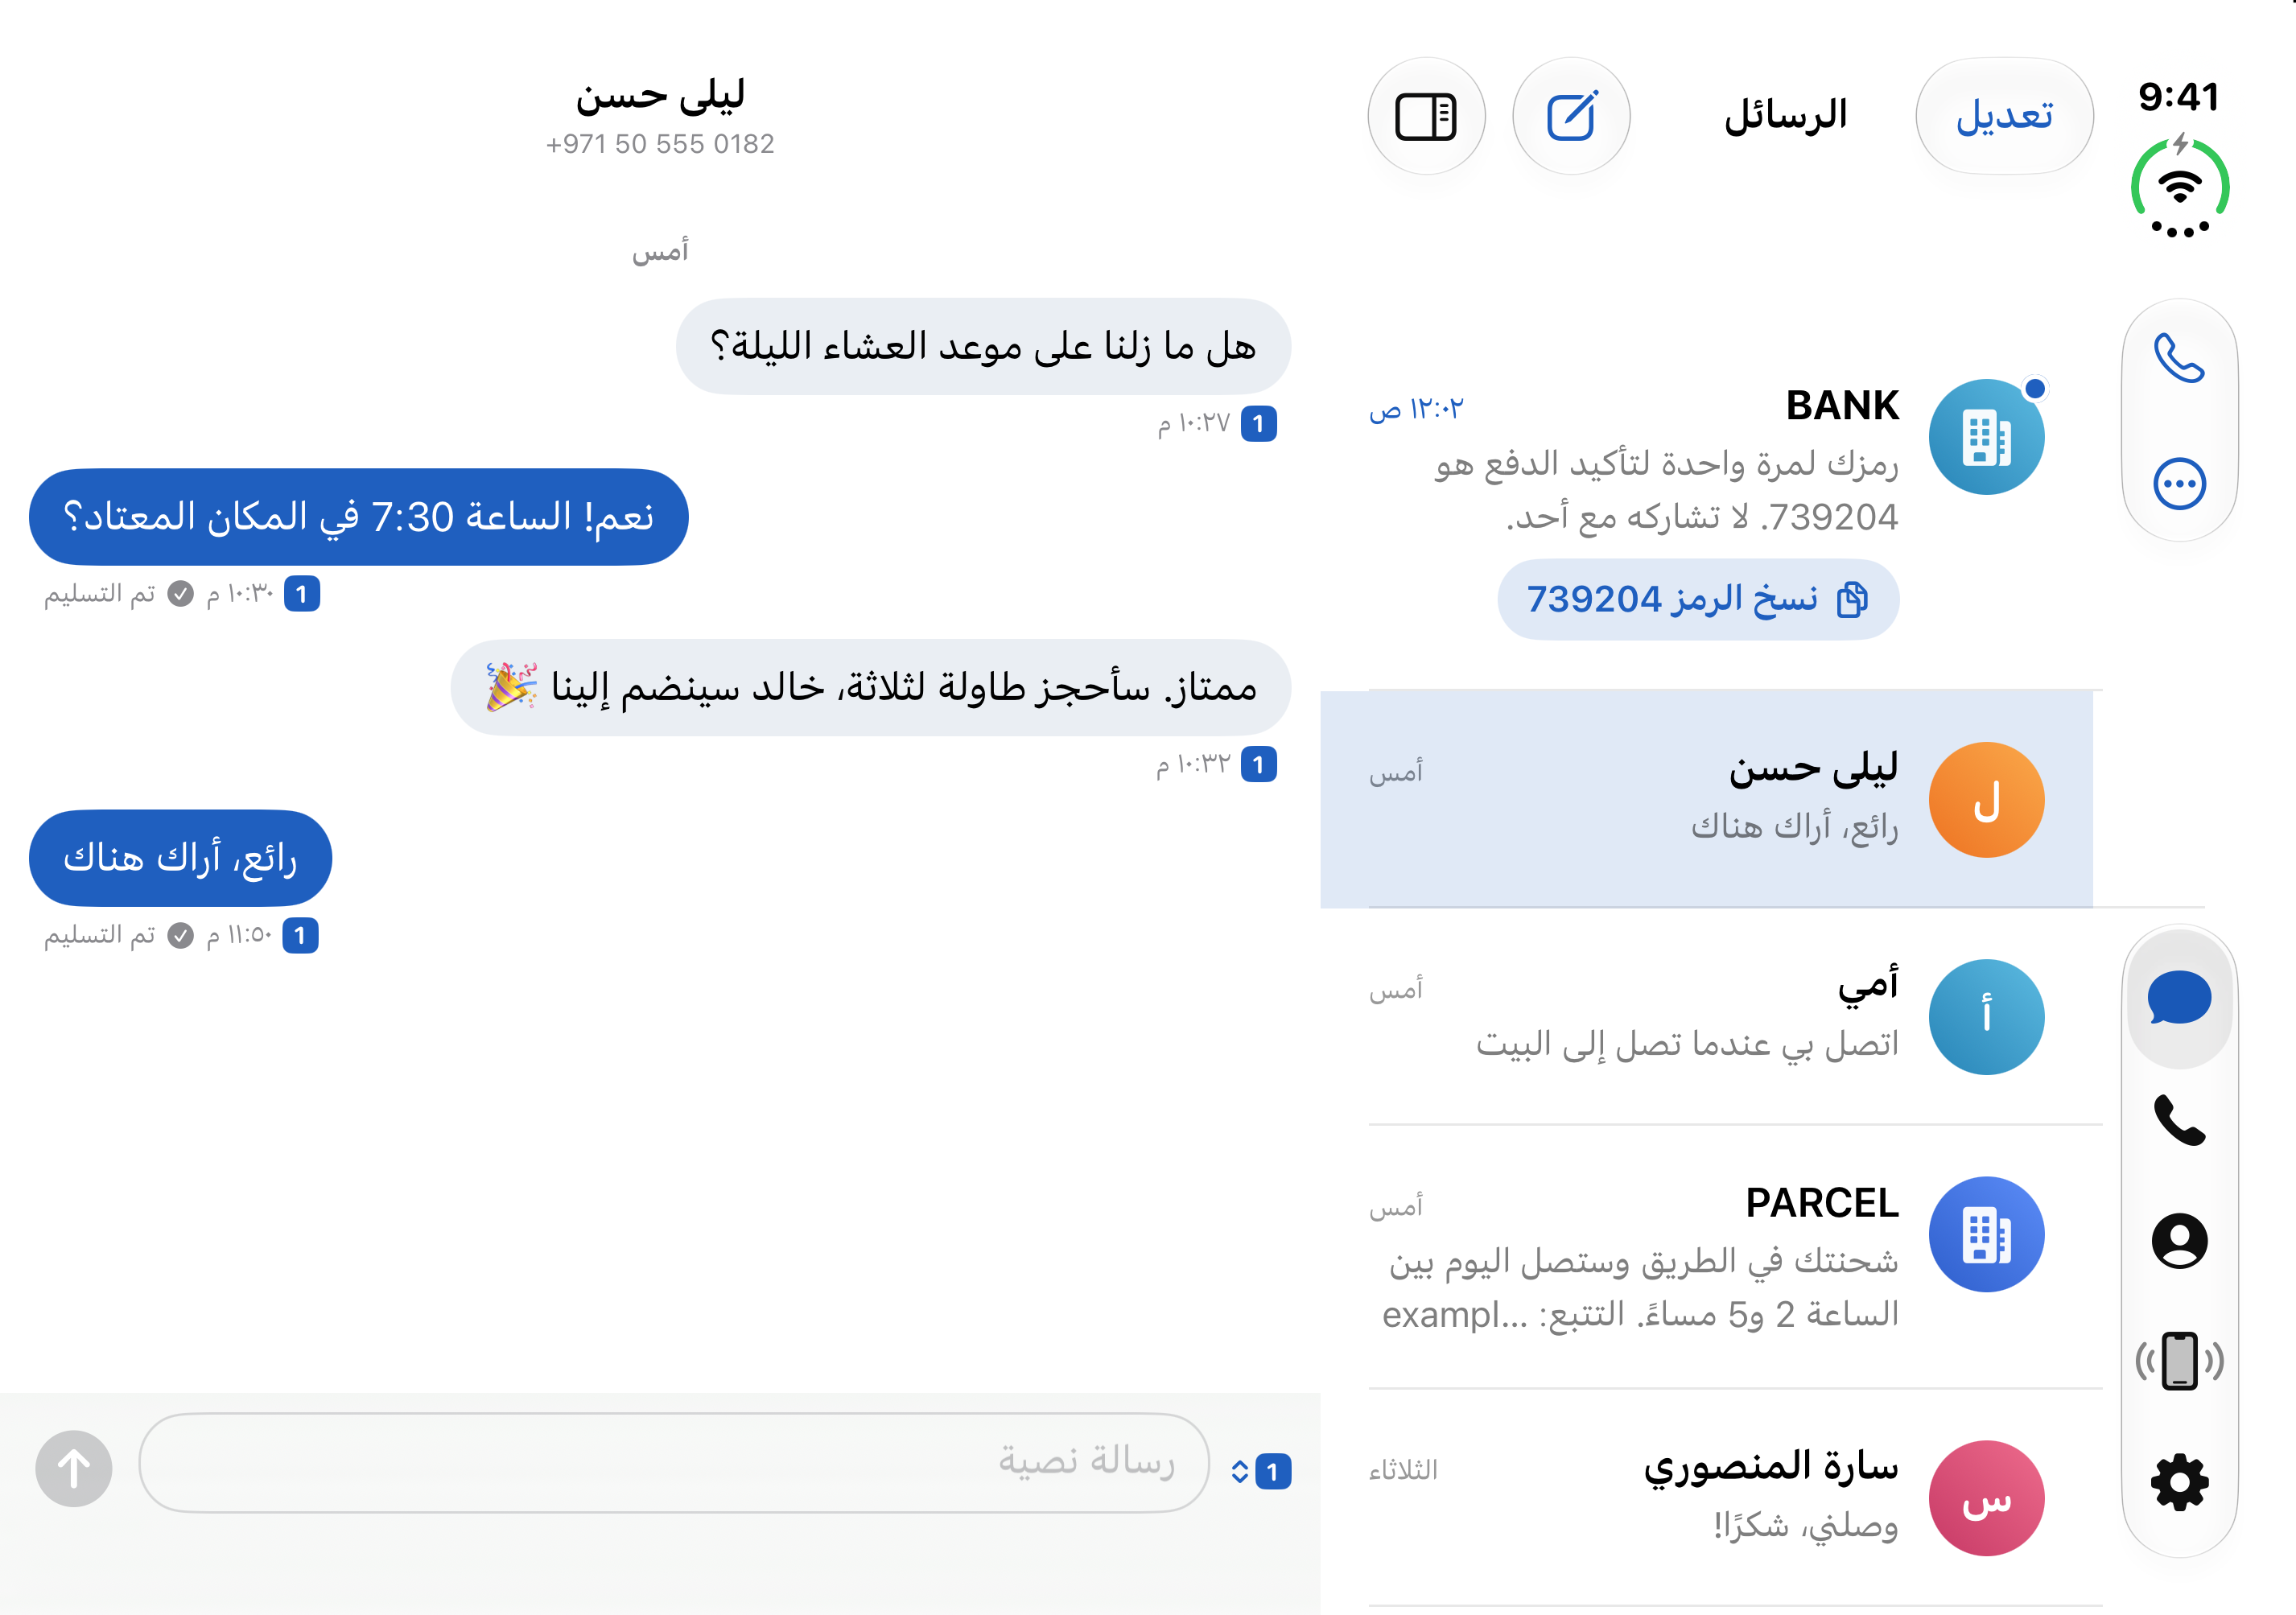 9:41
تعديل
الرسائل
BANK
١٢:٠٢ ص
رمزك لمرة واحدة لتأكيد الدفع هو
739204. لا تشاركه مع أحد.
نسخ الرمز 739204
ل
ليلى حسن
أمس
رائع، أراك هناك
أ
أمي
أمس
اتصل بي عندما تصل إلى البيت
PARCEL
أمس
شحنتك في الطريق وستصل اليوم بين
الساعة 2 و5 مساءً. التتبع: exampl...
س
سارة المنصوري
الثلاثاء
وصلني، شكرًا!
ليلى حسن
+971 50 555 0182
أمس
هل ما زلنا على موعد العشاء الليلة؟
1 ١٠:٢٧ م
نعم! الساعة 7:30 في المكان المعتاد؟
1 ١٠:٣٠ م تم التسليم
ممتاز. سأحجز طاولة لثلاثة، خالد سينضم إلينا 🎉
1 ١٠:٣٢ م
رائع، أراك هناك
1 ١١:٥٠ م تم التسليم
1
رسالة نصية